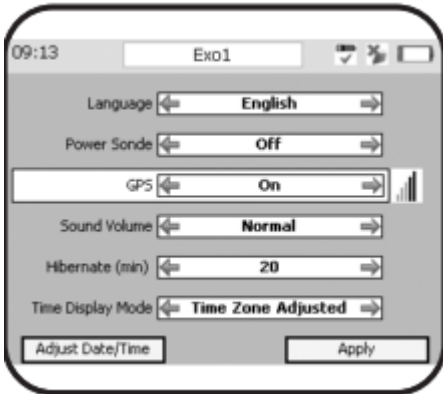 09:13 Exo1
Language English
Power Sonde Off
GPS On
Sound Volume Normal
Hibernate (min) 20
Time Display Mode Time Zone Adjusted
Adjust Date/Time Apply